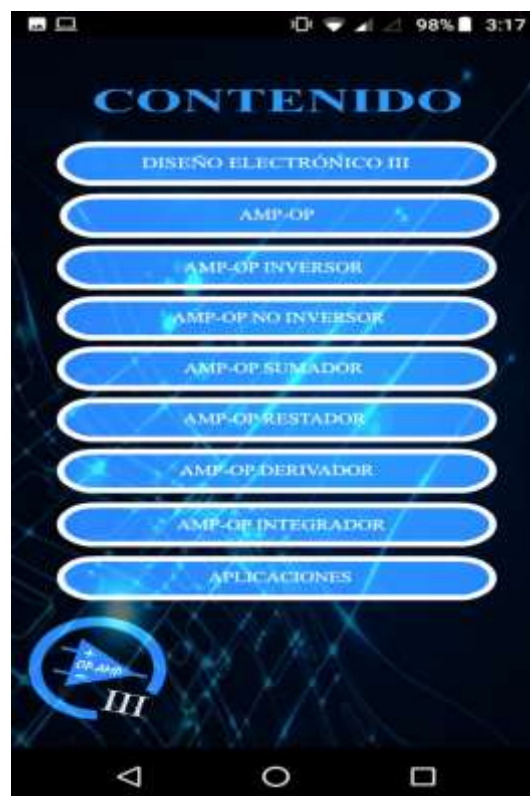 98% 3:17
CONTENIDO
DISEÑO ELECTRÓNICO III
AMP-OP
AMP-OP INVERSOR
AMP-OP NO INVERSOR
AMP-OP SUMADOR
AMP-OP RESTADOR
AMP-OP DERIVADOR
AMP-OP INTEGRADOR
APLICACIONES
OP-AMP
III